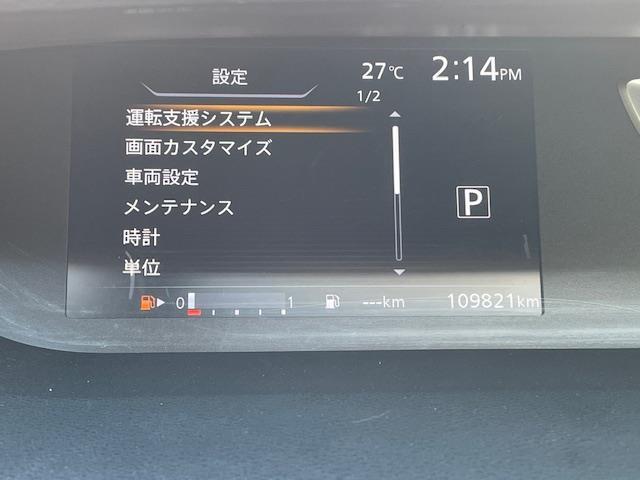 設定
27℃
2:14PM
1/2
運転支援システム
画面カスタマイズ
車両設定
メンテナンス
P
時計
単位
0
1
---km
109821km